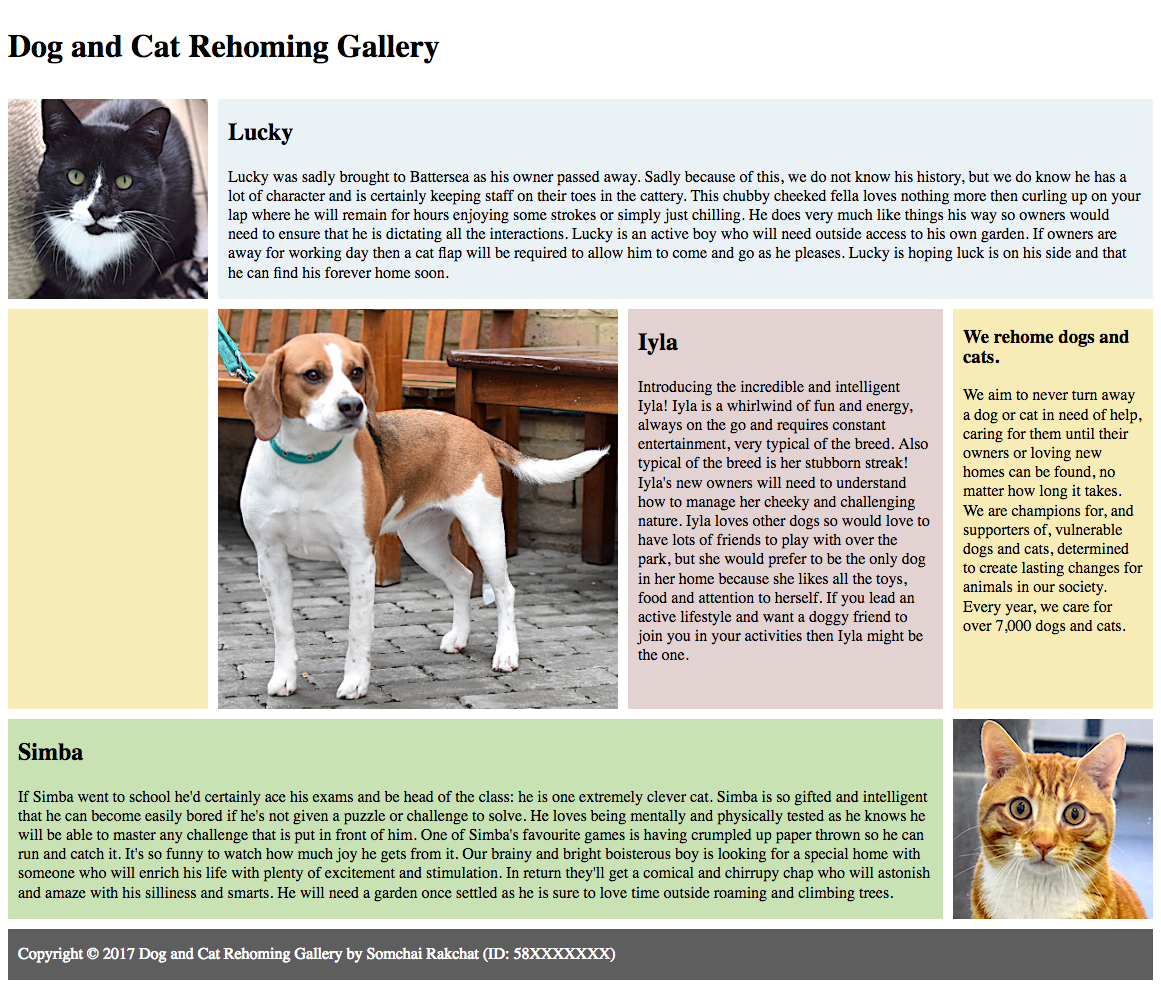 Dog and Cat Rehoming Gallery
Lucky
Lucky was sadly brought to Battersea as his owner passed away. Sadly because of this, we do not know his history, but we do know he has a
lot of character and is certainly keeping staff on their toes in the cattery. This chubby cheeked fella loves nothing more then curling up on your
lap where he will remain for hours enjoying some strokes or simply just chilling. He does very much like things his way so owners would
need to ensure that he is dictating all the interactions. Lucky is an active boy who will need outside access to his own garden. If owners are
away for working day then a cat flap will be required to allow him to come and go as he pleases. Lucky is hoping luck is on his side and that
he can find his forever home soon.
Iyla
Introducing the incredible and intelligent
Iyla! Iyla is a whirlwind of fun and energy,
always on the go and requires constant
entertainment, very typical of the breed. Also
typical of the breed is her stubborn streak!
Iyla's new owners will need to understand
how to manage her cheeky and challenging
nature. Iyla loves other dogs so would love to
have lots of friends to play with over the
park, but she would prefer to be the only dog
in her home because she likes all the toys,
food and attention to herself. If you lead an
active lifestyle and want a doggy friend to
join you in your activities then Iyla might be
the one.
We rehome dogs and
cats.
We aim to never turn away
a dog or cat in need of help,
caring for them until their
owners or loving new
homes can be found, no
matter how long it takes.
We are champions for, and
supporters of, vulnerable
dogs and cats, determined
to create lasting changes for
animals in our society.
Every year, we care for
over 7,000 dogs and cats.
Simba
If Simba went to school he'd certainly ace his exams and be head of the class: he is one extremely clever cat. Simba is so gifted and intelligent
that he can become easily bored if he's not given a puzzle or challenge to solve. He loves being mentally and physically tested as he knows he
will be able to master any challenge that is put in front of him. One of Simba's favourite games is having crumpled up paper thrown so he can
run and catch it. It's so funny to watch how much joy he gets from it. Our brainy and bright boisterous boy is looking for a special home with
someone who will enrich his life with plenty of excitement and stimulation. In return they'll get a comical and chirrupy chap who will astonish
and amaze with his silliness and smarts. He will need a garden once settled as he is sure to love time outside roaming and climbing trees.
Copyright © 2017 Dog and Cat Rehoming Gallery by Somchai Rakchat (ID: 58XXXXXXX)